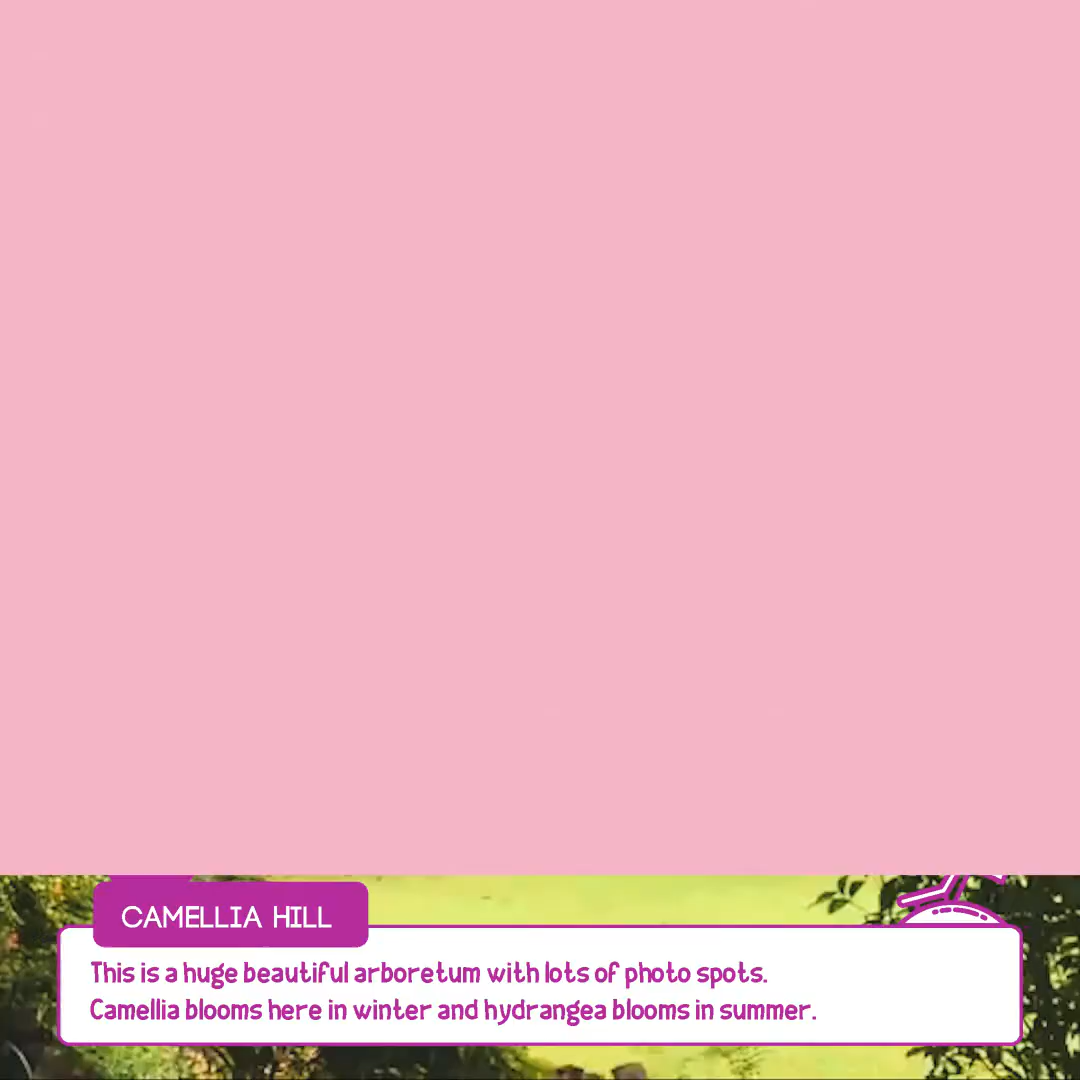 CAMELLIA HILL
This is a huge beautiful arboretum with lots of photo spots.
Camellia blooms here in winter and hydrangea blooms in summer.